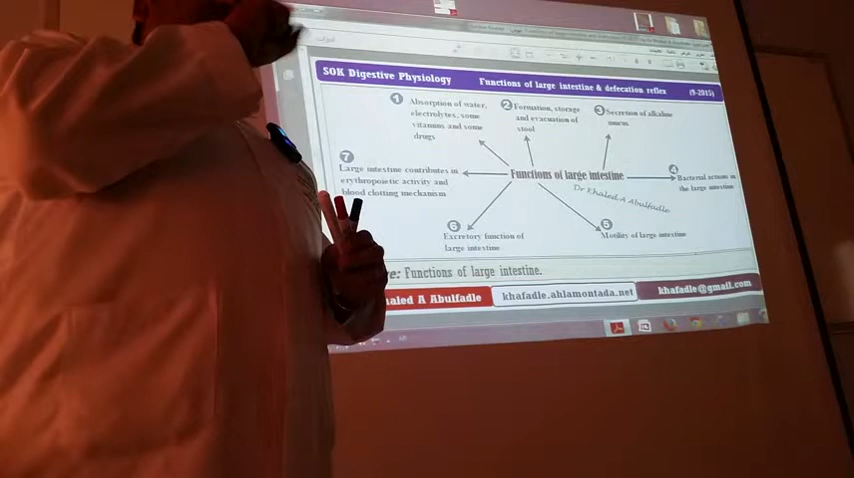 SOK Digestive Physiology
Functions of large intestine & defecation reflex
(9-2015)
1
Absorption of water,
electrolytes, some
vitamins and some
drugs
2
Formation, storage
and evacuation of
stool
3
Secretion of alkaline
mucus
7
Large intestine contributes in
erythropoietic activity and
blood clotting mechanism
Functions of large intestine
Dr Khaled A Abulfadle
4
Bacterial actions in
the large intestine
6
Excretory function of
large intestine
5
Motility of large intestine
Functions of large intestine.
haled A Abulfadle
khafadle.ahlamontada.net
khafadle@gmail.com